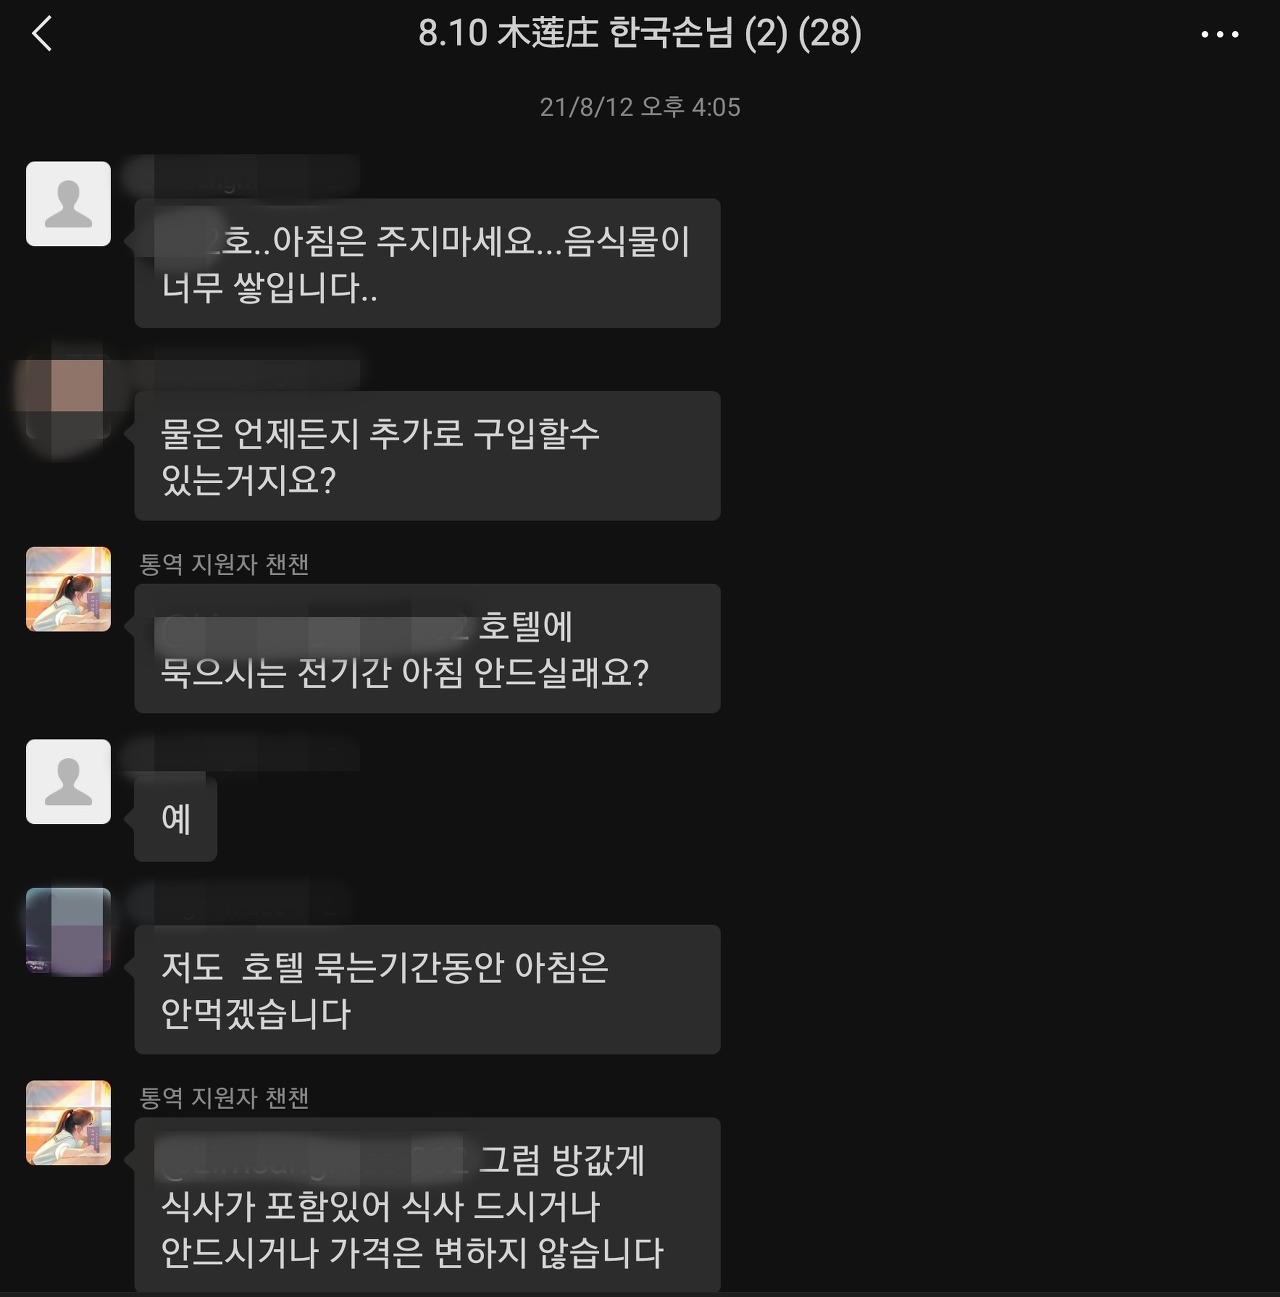 8.10 木莲庄 한국손님 (2) (28)
21/8/12 오후 4:05
호..아침은 주지마세요...음식물이
너무 쌓입니다..
물은 언제든지 추가로 구입할수
있는거지요?
통역 지원자 챈챈
호텔에
묵으시는 전기간 아침 안드실래요?
예
저도 호텔 묵는기간동안 아침은
안먹겠습니다
통역 지원자 챈챈
그럼 방값게
식사가 포함있어 식사 드시거나
안드시거나 가격은 변하지 않습니다